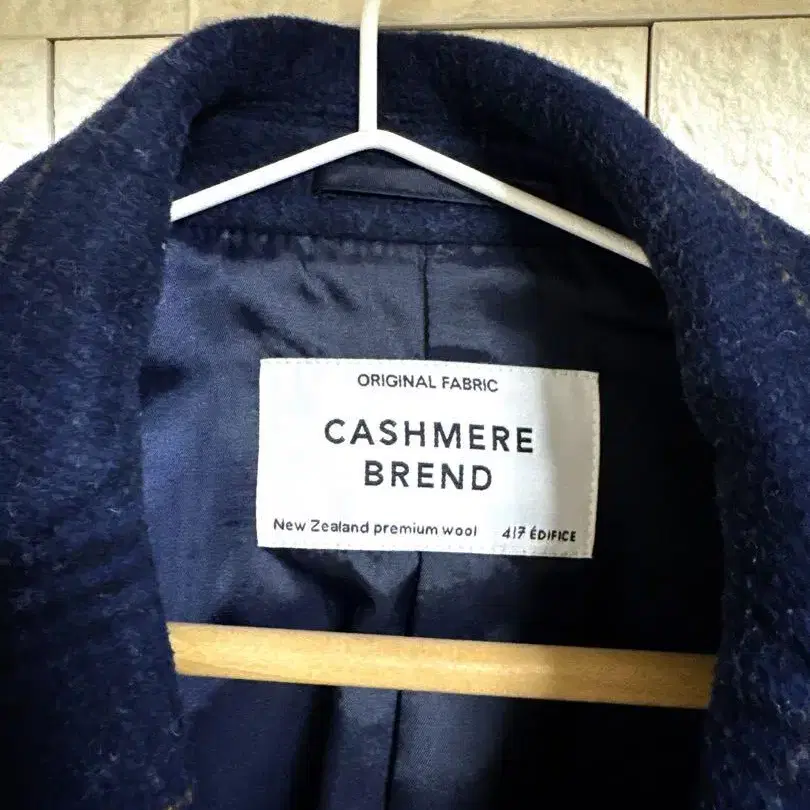 ORIGINAL FABRIC
CASHMERE
BREND
New Zealand premium wool 417 ÉDIFICE